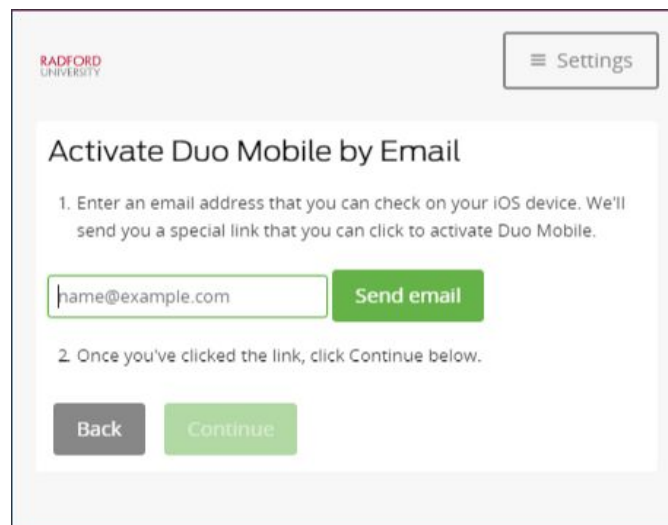 RADFORD
UNIVERSITY
≡ Settings
Activate Duo Mobile by Email
1. Enter an email address that you can check on your iOS device. We'll
send you a special link that you can click to activate Duo Mobile.
name@example.com
Send email
2. Once you've clicked the link, click Continue below.
Back
Continue